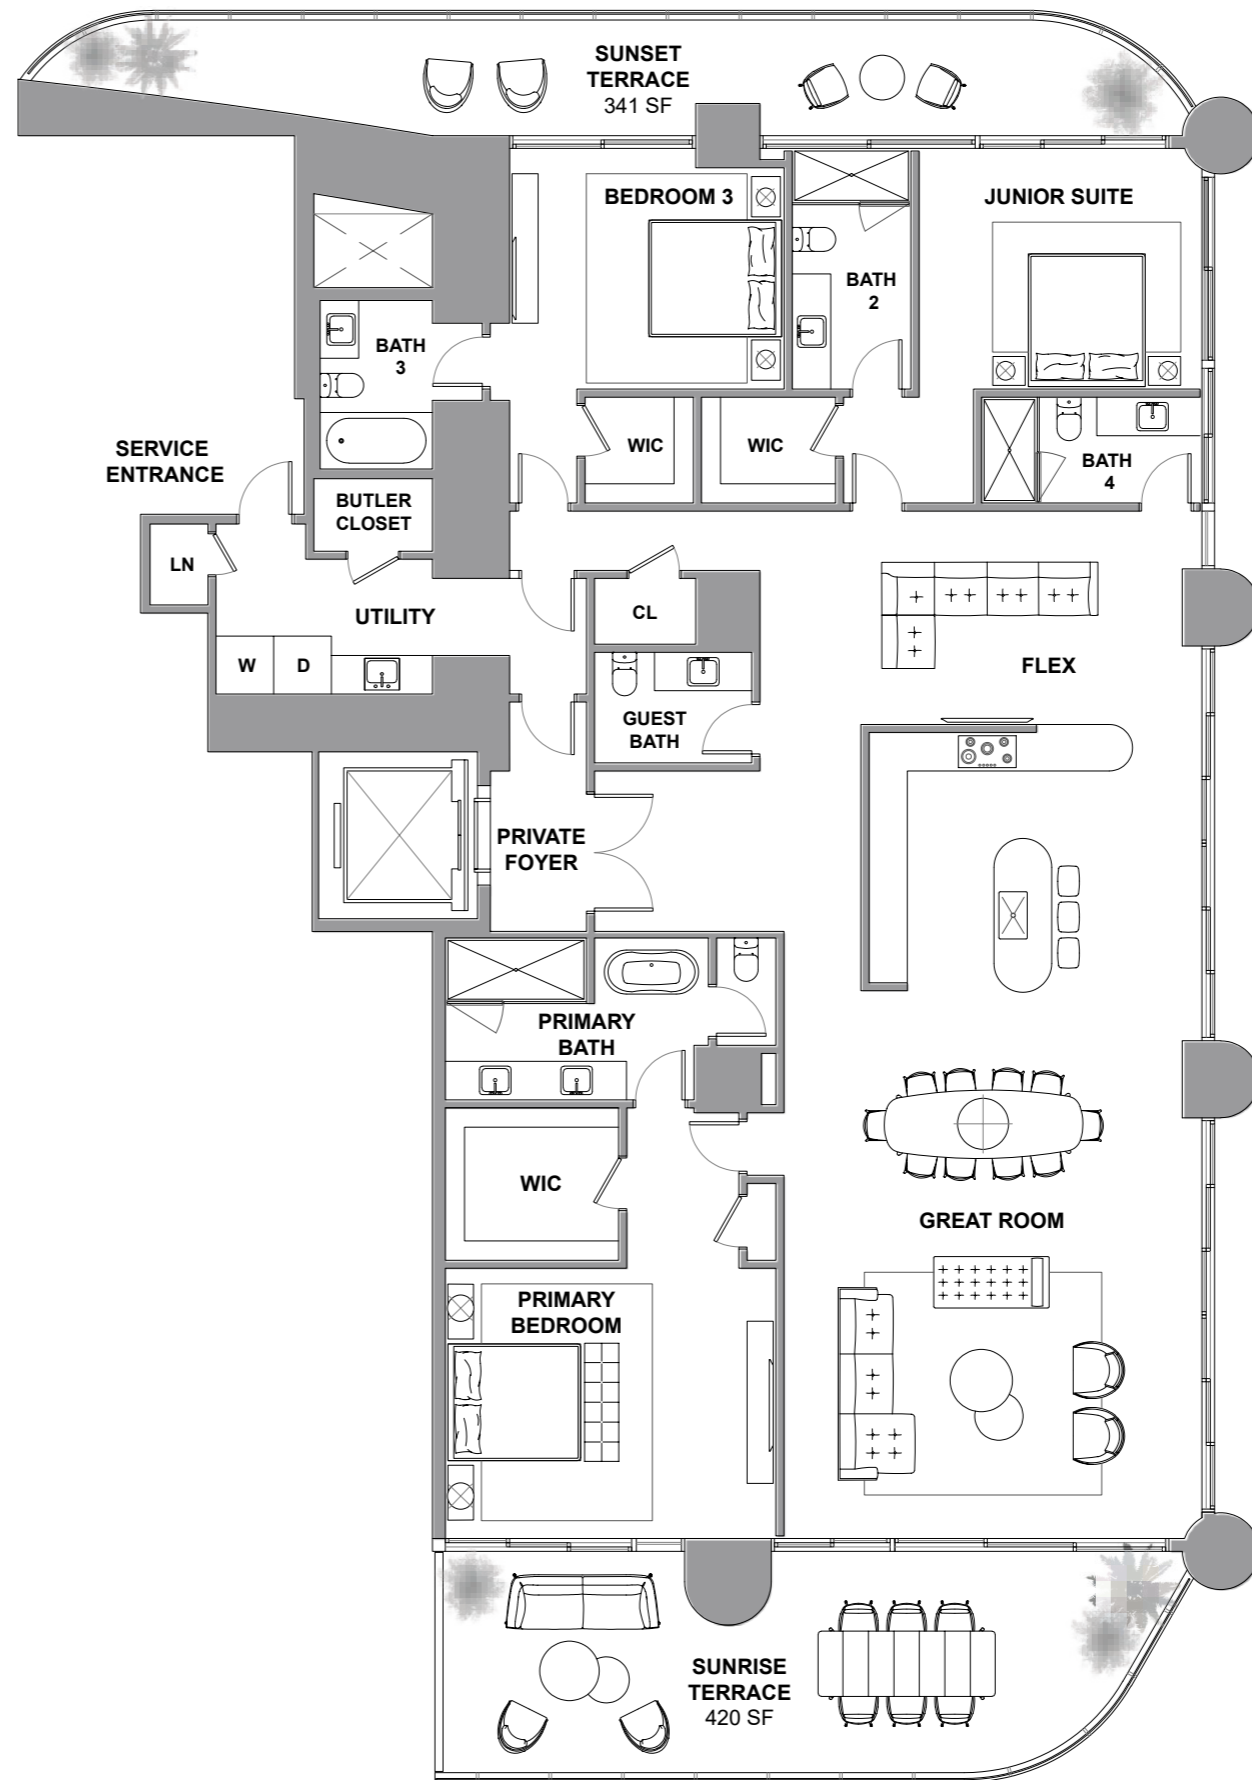 SUNSET
TERRACE
341 SF
BEDROOM 3
JUNIOR SUITE
BATH
2
BATH
3
WIC
WIC
BATH
4
SERVICE
ENTRANCE
BUTLER
CLOSET
LN
CL
UTILITY
W
D
FLEX
GUEST
BATH
PRIVATE
FOYER
PRIMARY
BATH
WIC
GREAT ROOM
PRIMARY
BEDROOM
SUNRISE
TERRACE
420 SF